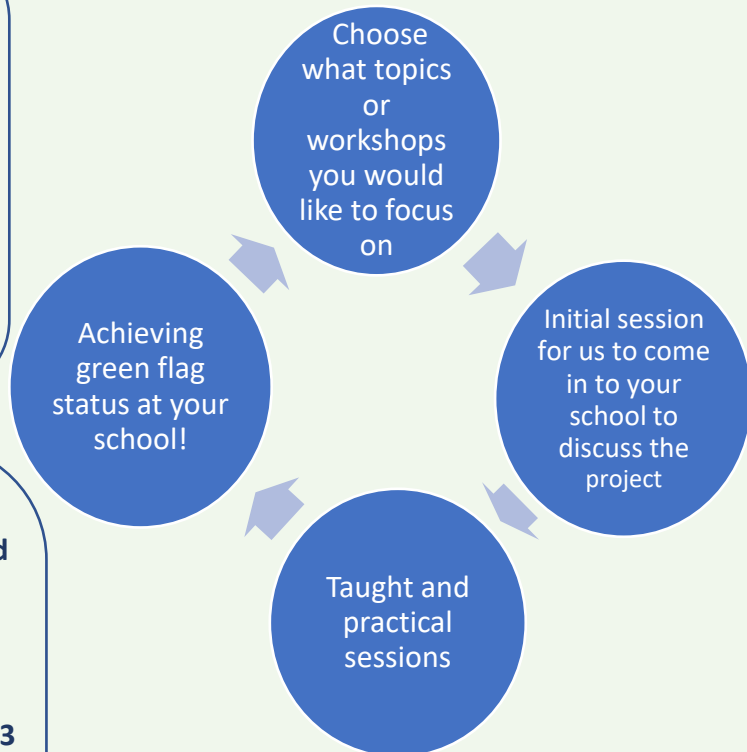 Choose
what topics
or
workshops
you would
like to focus
on
Initial session
for us to come
in to your
school to
discuss the
project
Taught and
practical
sessions
Achieving
green flag
status at your
school!
d
3